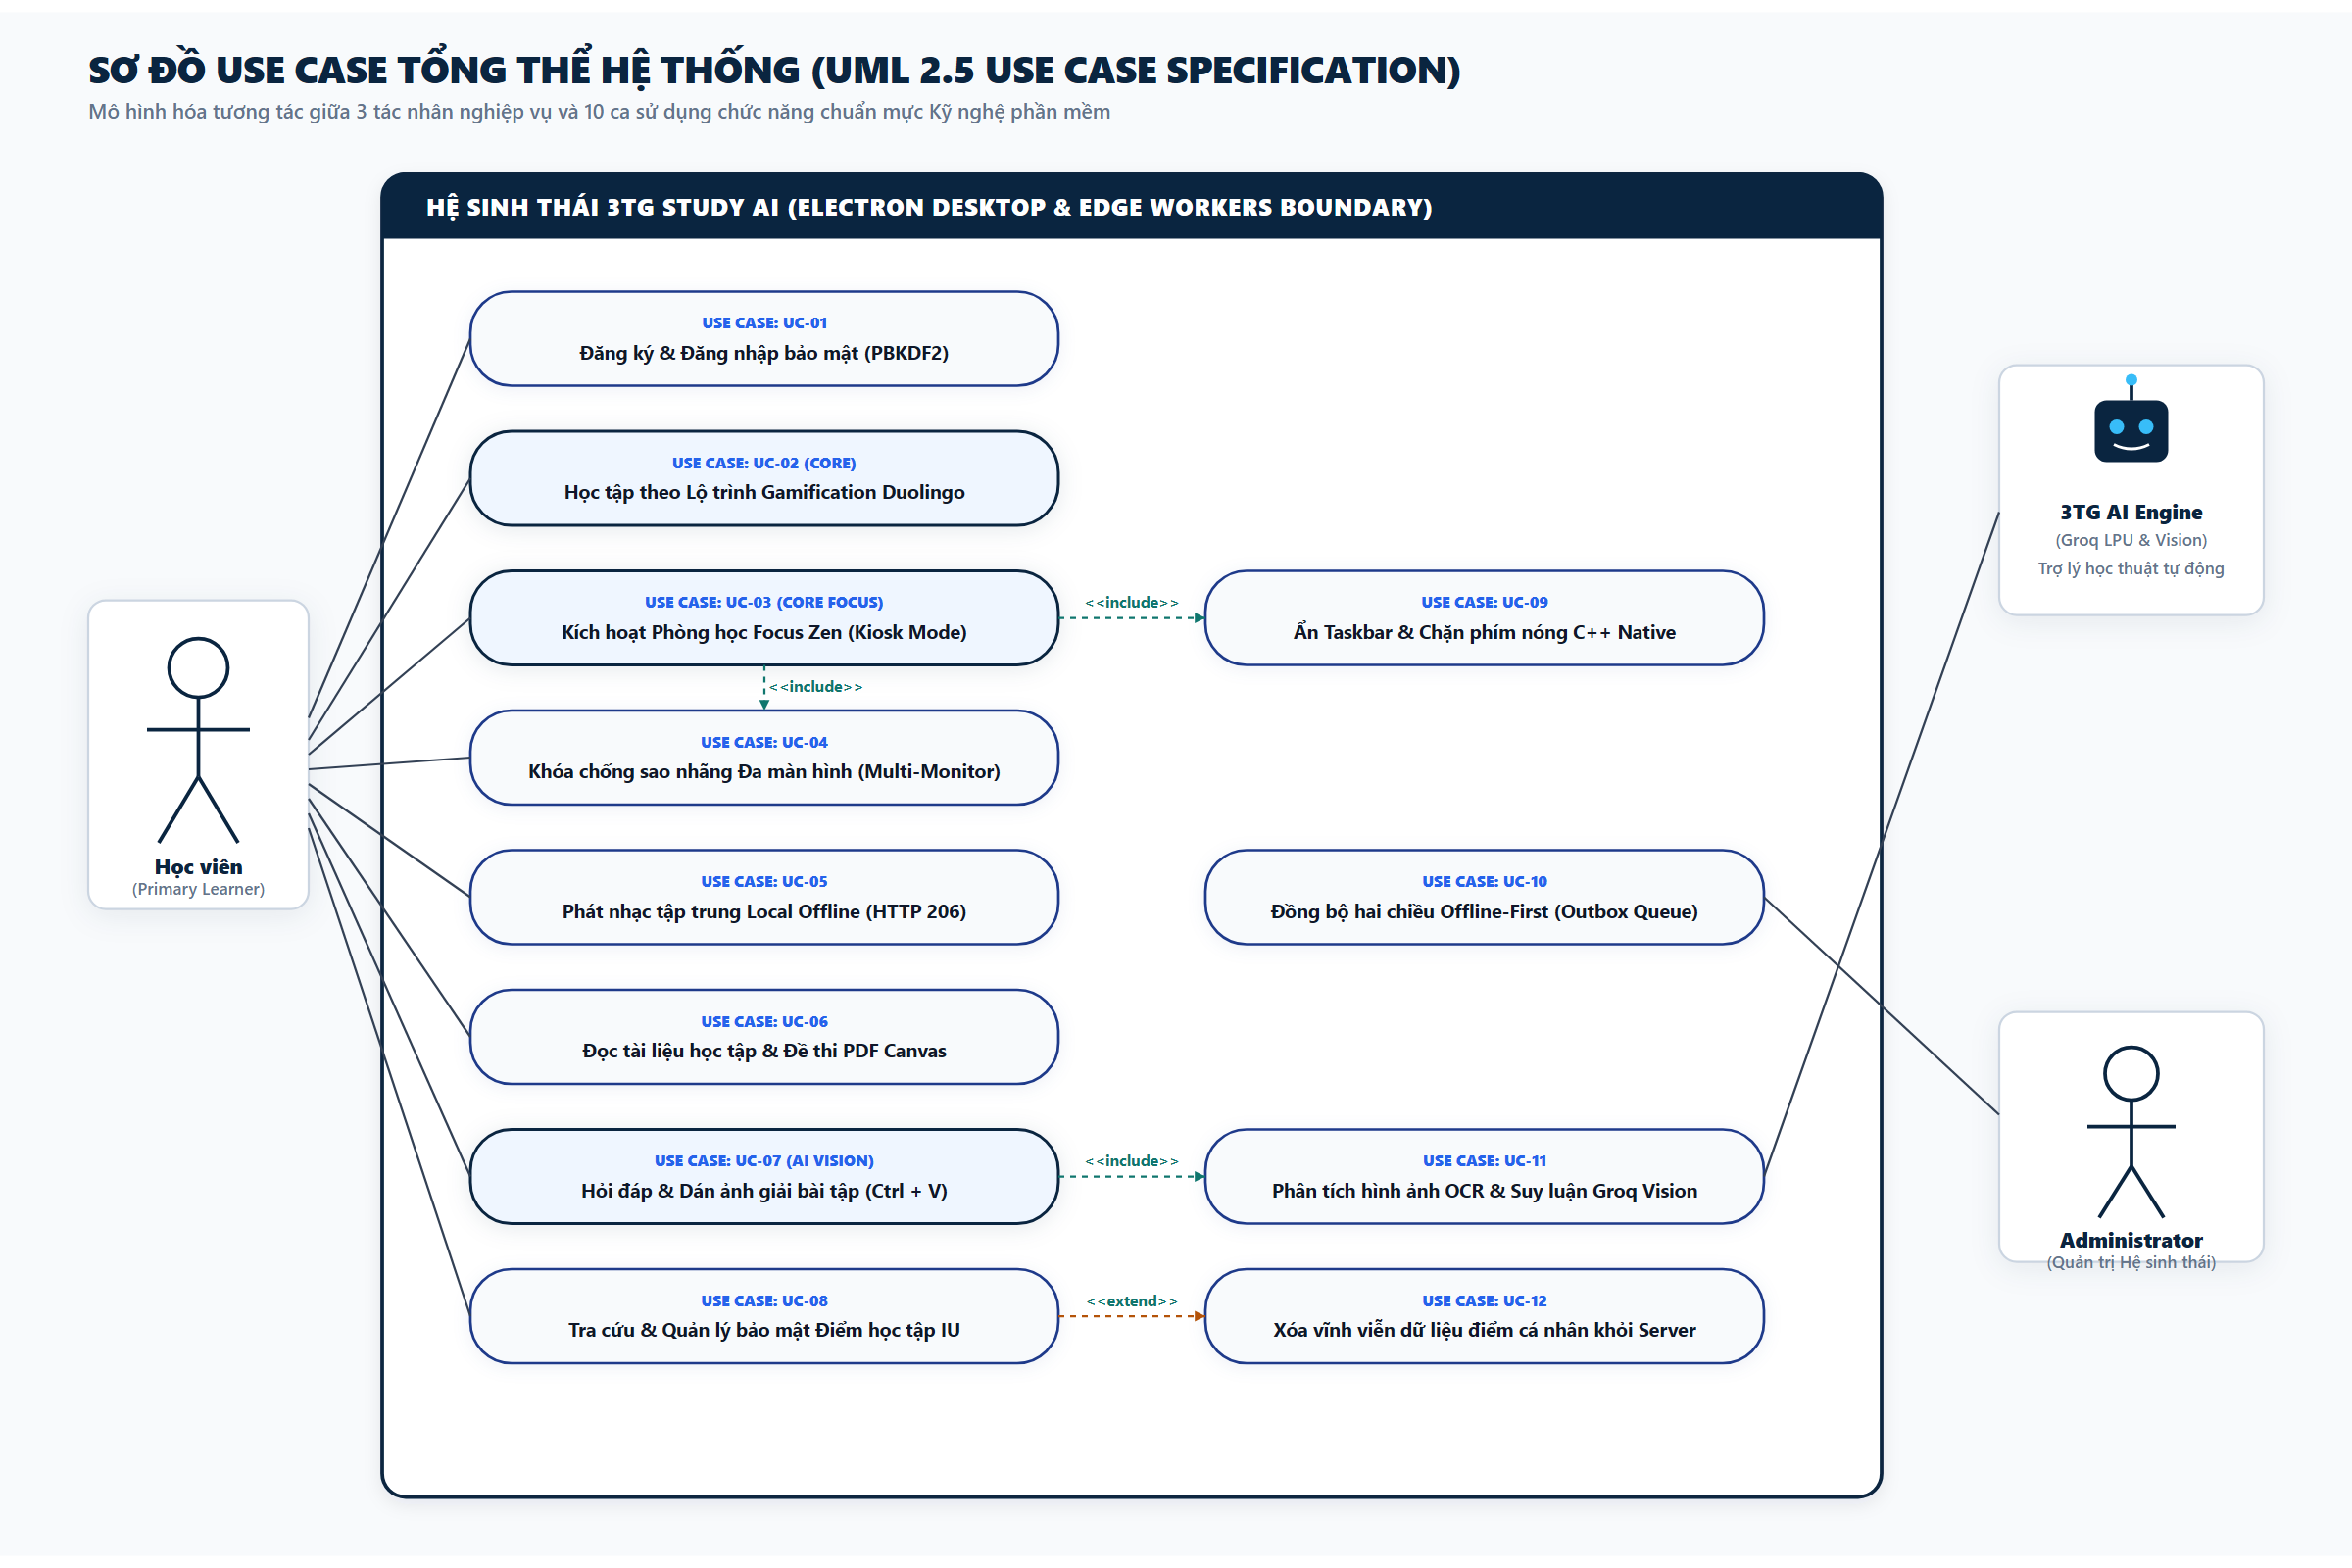 SƠ ĐỒ USE CASE TỔNG THỂ HỆ THỐNG (UML 2.5 USE CASE SPECIFICATION)
Mô hình hóa tương tác giữa 3 tác nhân nghiệp vụ và 10 ca sử dụng chức năng chuẩn mực Kỹ nghệ phần mềm
HỆ SINH THÁI 3TG STUDY AI (ELECTRON DESKTOP & EDGE WORKERS BOUNDARY)
USE CASE: UC-01
Đăng ký & Đăng nhập bảo mật (PBKDF2)
USE CASE: UC-02 (CORE)
Học tập theo Lộ trình Gamification Duolingo
USE CASE: UC-03 (CORE FOCUS)
Kích hoạt Phòng học Focus Zen (Kiosk Mode)
<<include>>
USE CASE: UC-09
Ẩn Taskbar & Chặn phím nóng C++ Native
<<include>>
USE CASE: UC-04
Khóa chống sao nhãng Đa màn hình (Multi-Monitor)
USE CASE: UC-05
Phát nhạc tập trung Local Offline (HTTP 206)
USE CASE: UC-10
Đồng bộ hai chiều Offline-First (Outbox Queue)
USE CASE: UC-06
Đọc tài liệu học tập & Đề thi PDF Canvas
USE CASE: UC-07 (AI VISION)
Hỏi đáp & Dán ảnh giải bài tập (Ctrl + V)
<<include>>
USE CASE: UC-11
Phân tích hình ảnh OCR & Suy luận Groq Vision
USE CASE: UC-08
Tra cứu & Quản lý bảo mật Điểm học tập IU
<<extend>>
USE CASE: UC-12
Xóa vĩnh viễn dữ liệu điểm cá nhân khỏi Server
Học viên
(Primary Learner)
3TG AI Engine
(Groq LPU & Vision)
Trợ lý học thuật tự động
Administrator
(Quản trị Hệ sinh thái)